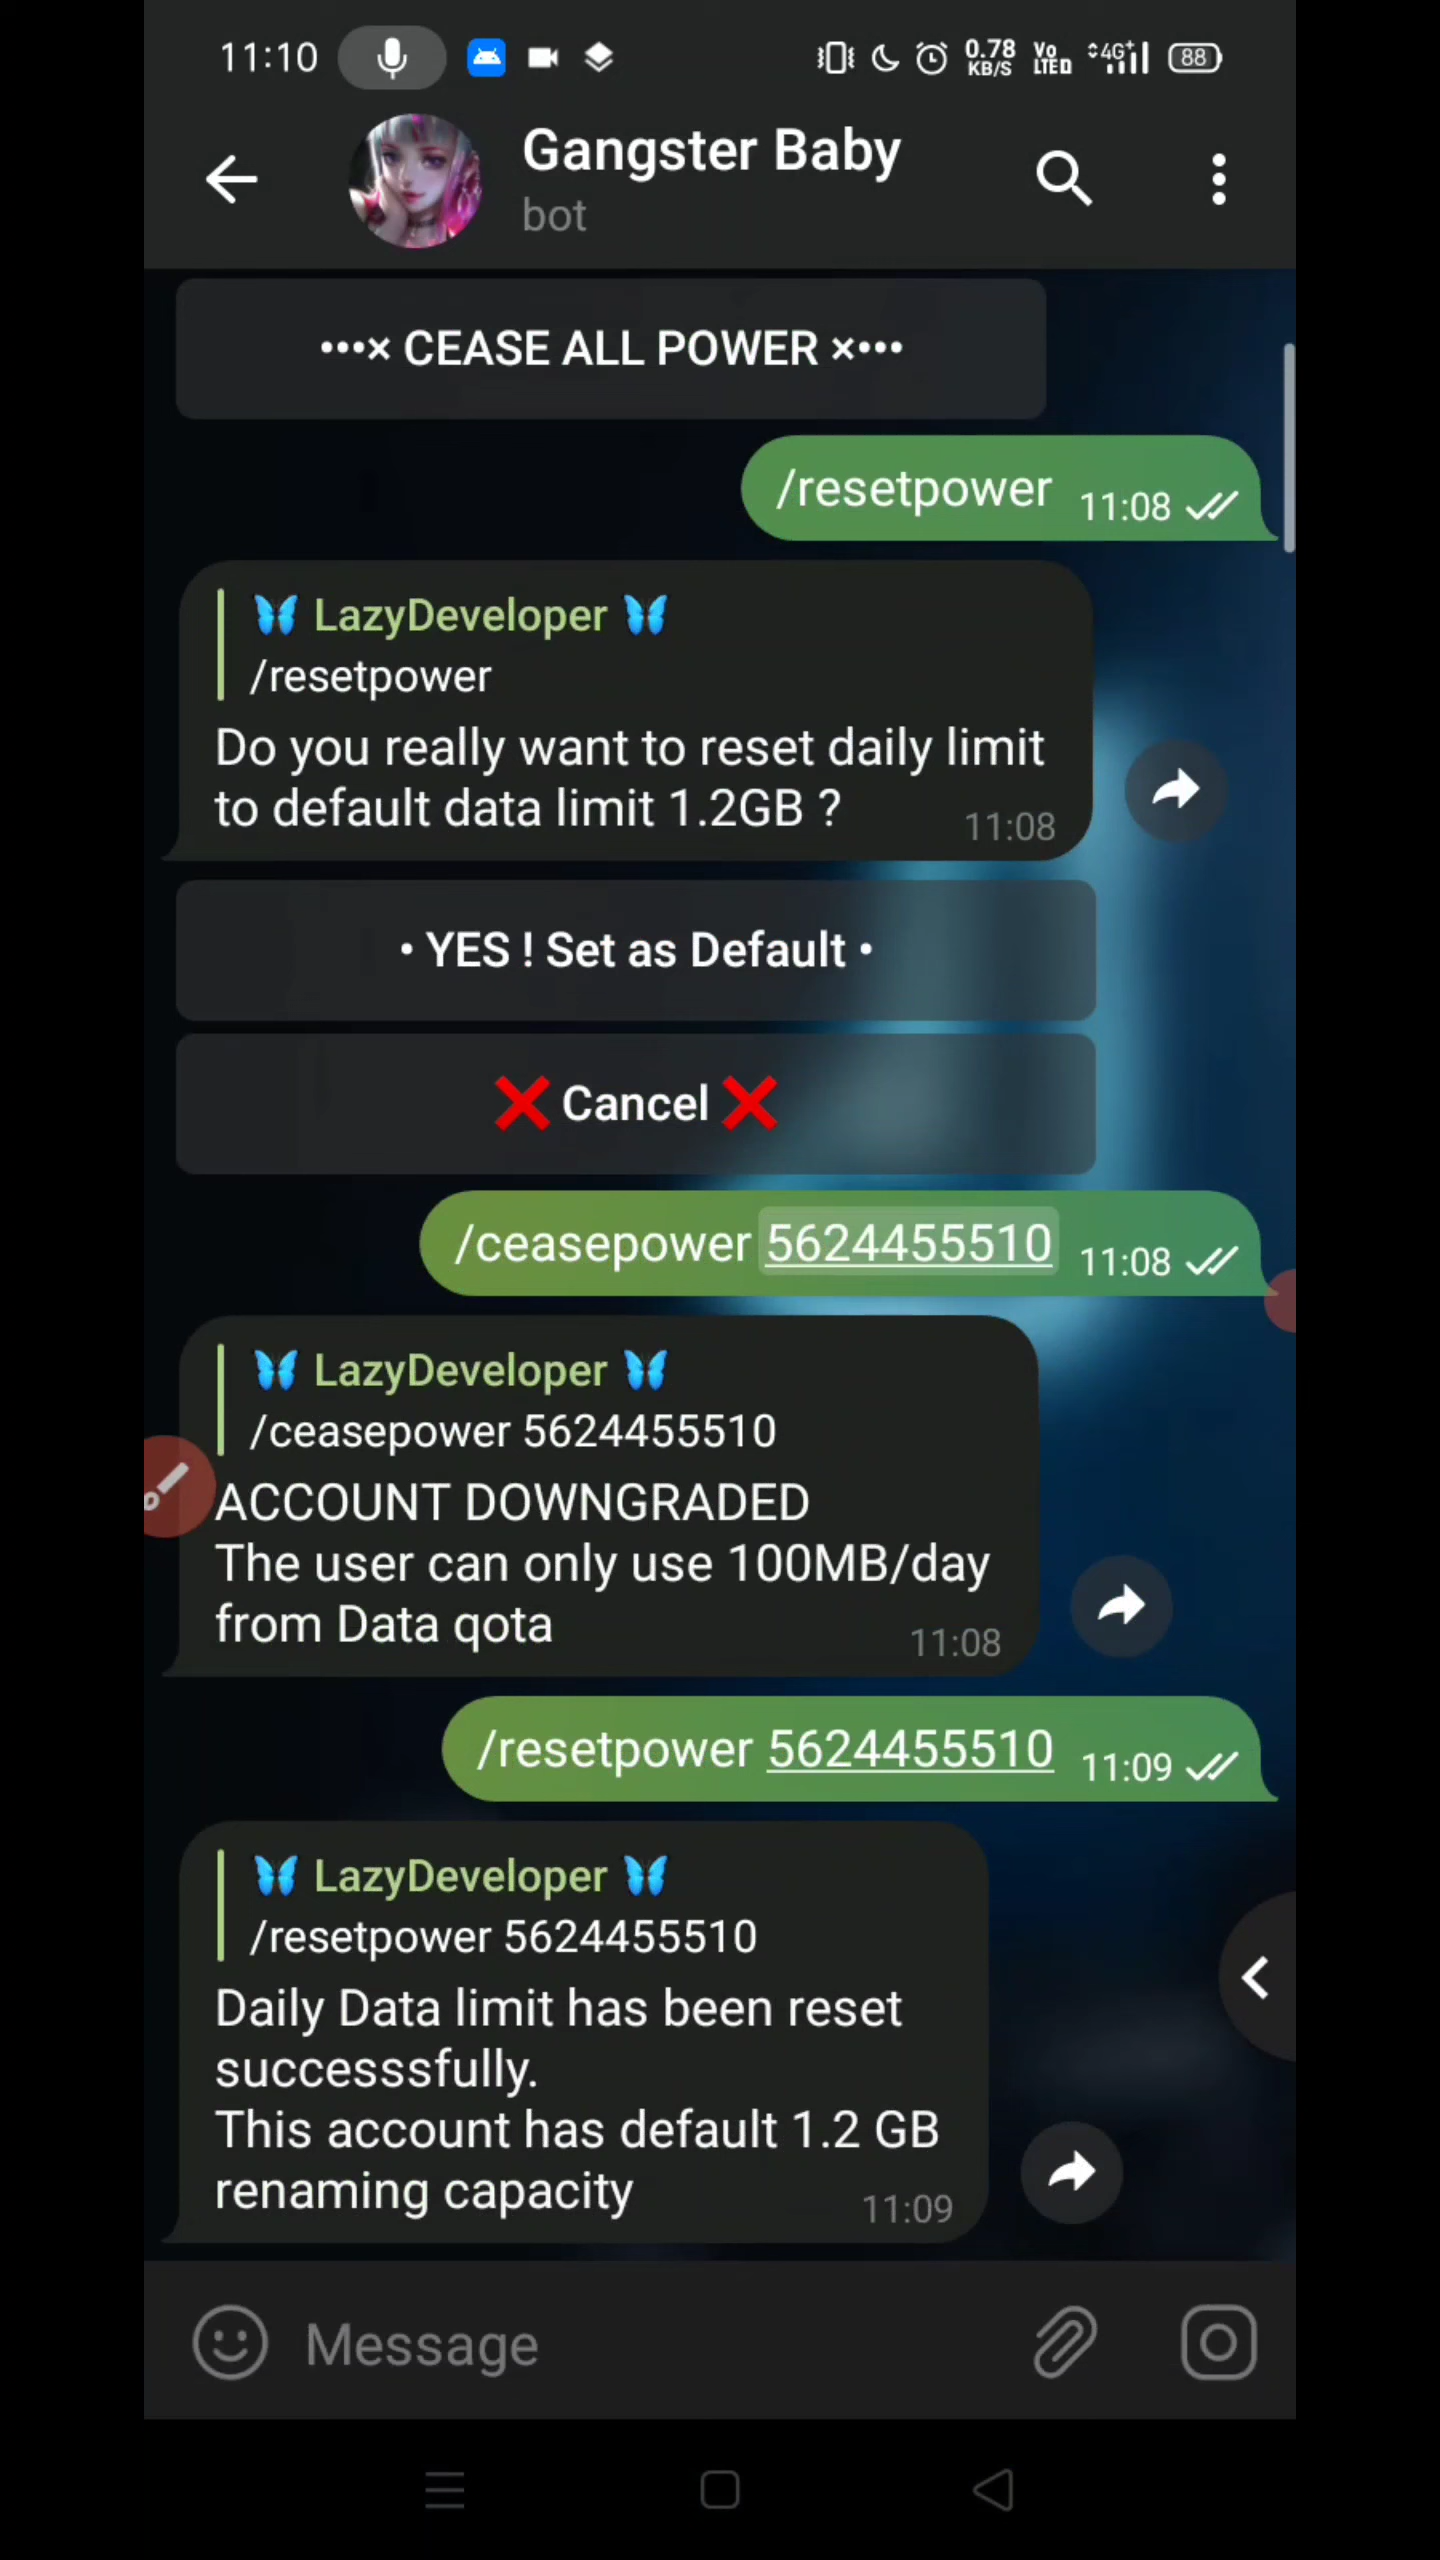 11:10
0.78
KB/S
Vo
LTED
4G+
88
Gangster Baby
bot
•••× CEASE ALL POWER ×•••
/resetpower 11:08
🦋 LazyDeveloper 🦋
/resetpower
Do you really want to reset daily limit
to default data limit 1.2GB ?
11:08
• YES ! Set as Default •
❌ Cancel ❌
/ceasepower 5624455510 11:08
🦋 LazyDeveloper 🦋
/ceasepower 5624455510
ACCOUNT DOWNGRADED
The user can only use 100MB/day
from Data qota
11:08
/resetpower 5624455510 11:09
🦋 LazyDeveloper 🦋
/resetpower 5624455510
Daily Data limit has been reset
successsfully.
This account has default 1.2 GB
renaming capacity
11:09
Message